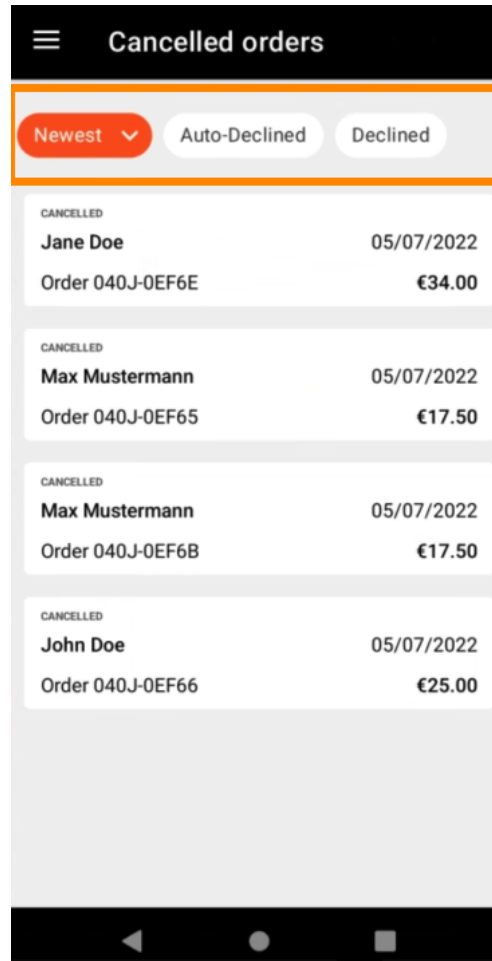 Cancelled orders
Newest Auto-Declined Declined
CANCELLED
Jane Doe 05/07/2022
Order 040J-0EF6E €34.00
CANCELLED
Max Mustermann 05/07/2022
Order 040J-0EF65 €17.50
CANCELLED
Max Mustermann 05/07/2022
Order 040J-0EF6B €17.50
CANCELLED
John Doe 05/07/2022
Order 040J-0EF66 €25.00